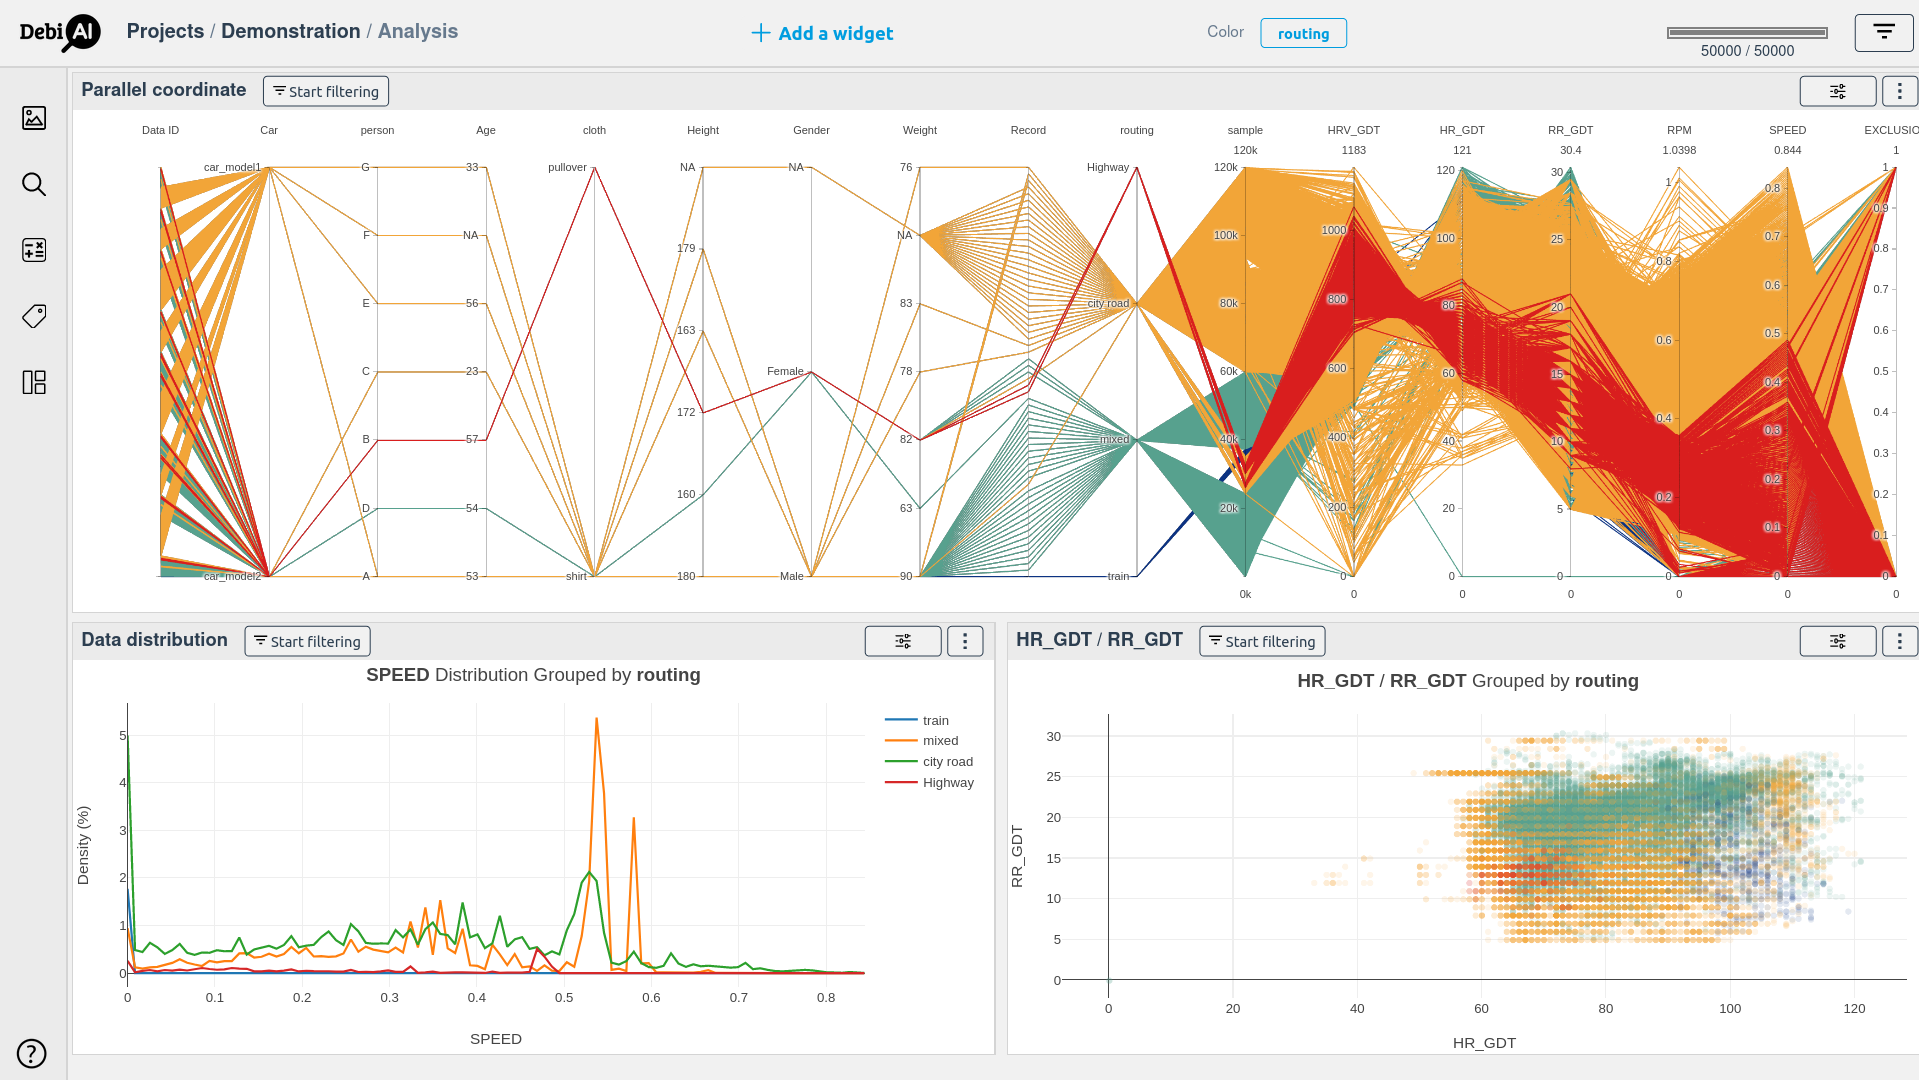 DebiAI
Projects / Demonstration / Analysis
Add a widget
Color
routing
50000 / 50000
Parallel coordinate
Start filtering
Data ID Car person Age cloth Height Gender Weight Record routing sample HRV_GDT HR_GDT RR_GDT RPM SPEED EXCLUSIO
120k 1183 121 30.4 1.0398 0.844 1
car_model1
car_model2
G
F
E
C
B
D
A
33
NA
56
23
57
54
53
pullover
shirt
NA
179
163
172
160
180
NA
Female
Male
76
NA
83
78
82
63
90
Highway
city road
mixed
train
120k
100k
80k
60k
40k
20k
1000
800
600
400
200
0
120
100
80
60
40
20
0
30
25
20
15
10
5
0
1
0.8
0.6
0.4
0.2
0
0.8
0.7
0.6
0.5
0.4
0.3
0.2
0.1
0
1
0.9
0.8
0.7
0.6
0.5
0.4
0.3
0.2
0.1
0
0k 0 0 0 0 0 0
Data distribution
Start filtering
SPEED Distribution Grouped by routing
Density (%)
5
4
3
2
1
0
0 0.1 0.2 0.3 0.4 0.5 0.6 0.7 0.8
SPEED
train
mixed
city road
Highway
HR_GDT / RR_GDT
Start filtering
HR_GDT / RR_GDT Grouped by routing
RR_GDT
30
25
20
15
10
5
0
0 20 40 60 80 100 120
HR_GDT
?